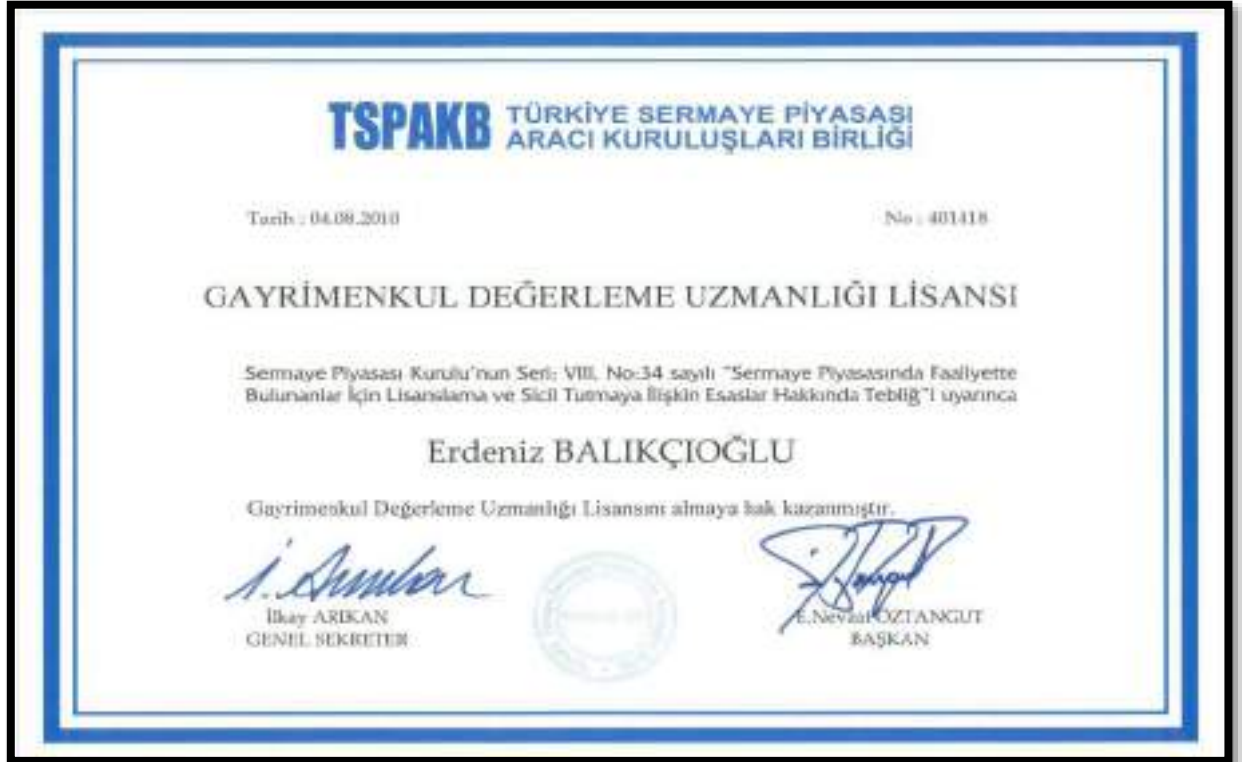 TSPAKB TÜRKİYE SERMAYE PİYASASI
ARACI KURULUŞLARI BİRLİĞİ
Tarih : 04.08.2010
No : 401418
GAYRİMENKUL DEĞERLEME UZMANLIĞI LİSANSI
Sermaye Piyasası Kurulu'nun Seri: VIII, No:34 sayılı "Sermaye Piyasasında Faaliyette
Bulunanlar İçin Lisanslama ve Sicil Tutmaya İlişkin Esaslar Hakkında Tebliğ"i uyarınca
Erdeniz BALIKÇIOĞLU
Gayrimenkul Değerleme Uzmanlığı Lisansını almaya hak kazanmıştır.
İlkay ARIKAN
GENEL SEKRETER
E.Nevzat ÖZTANGUT
BAŞKAN